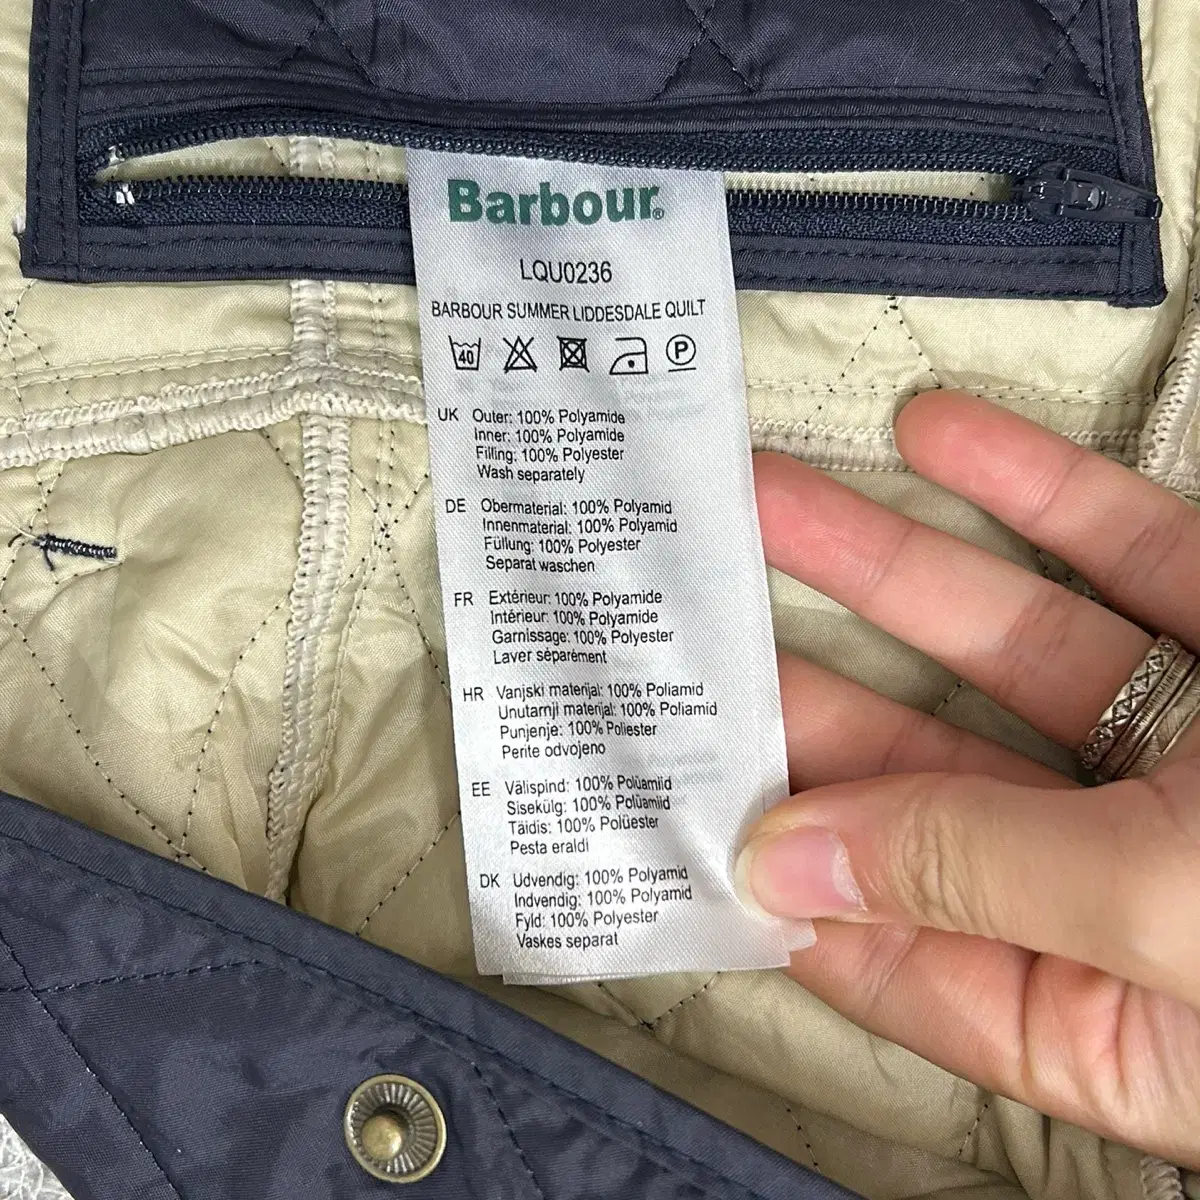 Barbour®
LQU0236
BARBOUR SUMMER LIDDESDALE QUILT
40
P
UK Outer: 100% Polyamide
Inner: 100% Polyamide
Filling: 100% Polyester
Wash separately
DE Obermaterial: 100% Polyamid
Innenmaterial: 100% Polyamid
Füllung: 100% Polyester
Separat waschen
FR Extérieur: 100% Polyamide
Intérieur: 100% Polyamide
Garnissage: 100% Polyester
Laver séparément
HR Vanjski materijal: 100% Poliamid
Unutarnji materijal: 100% Poliamid
Punjenje: 100% Poliester
Perite odvojeno
EE Välispind: 100% Polüamiid
Sisekülg: 100% Polüamiid
Täidis: 100% Polüester
Pesta eraldi
DK Udvendig: 100% Polyamid
Indvendig: 100% Polyamid
Fyld: 100% Polyester
Vaskes separat